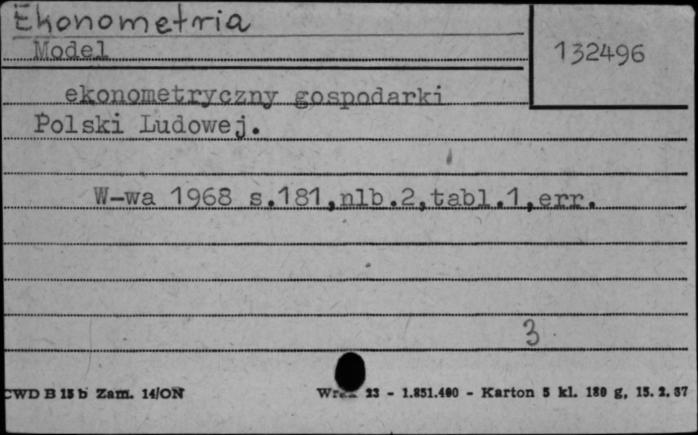 Ekonometria
132496
Model
ekonometryczny gospodarki
Polski Ludowej.
W-wa 1968 s.181,nlb.2,tabl.1,err.
3
CWD B 15 b Zam. 14/ON
23 - 1.851.400 - Karton 5 kl. 180 g, 15. 2. 67